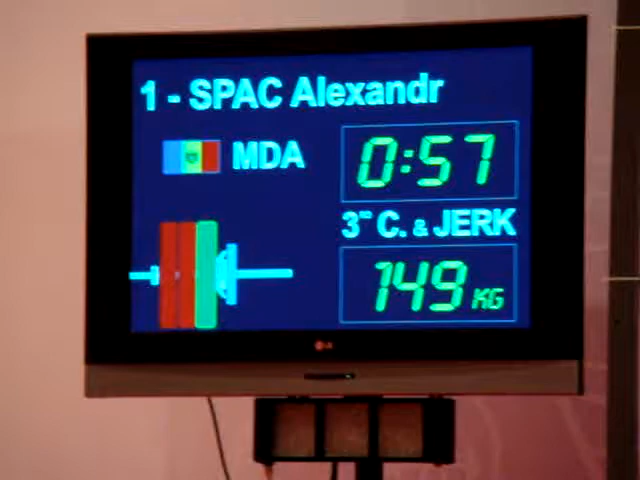 1 - SPAC Alexandr
MDA
0:57
3rd C. & JERK
149 KG
LG